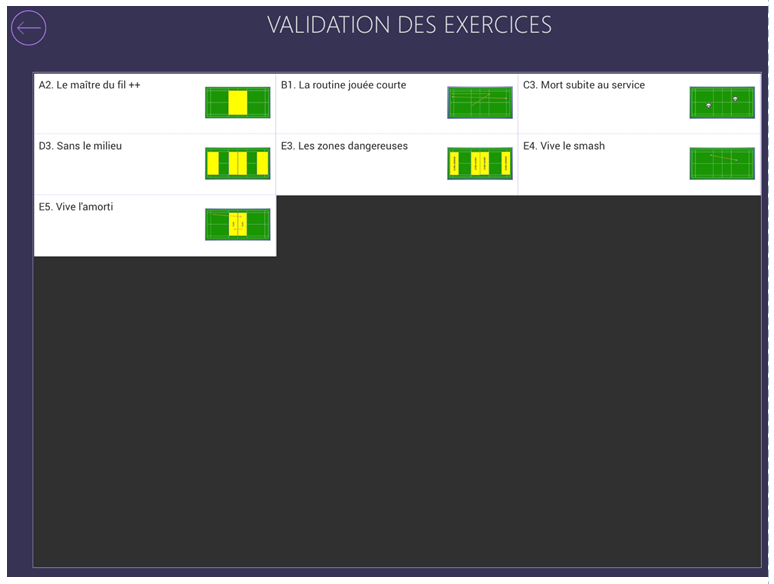 VALIDATION DES EXERCICES
A2. Le maître du fil ++
B1. La routine jouée courte
C3. Mort subite au service
D3. Sans le milieu
E3. Les zones dangereuses
E4. Vive le smash
E5. Vive l'amorti